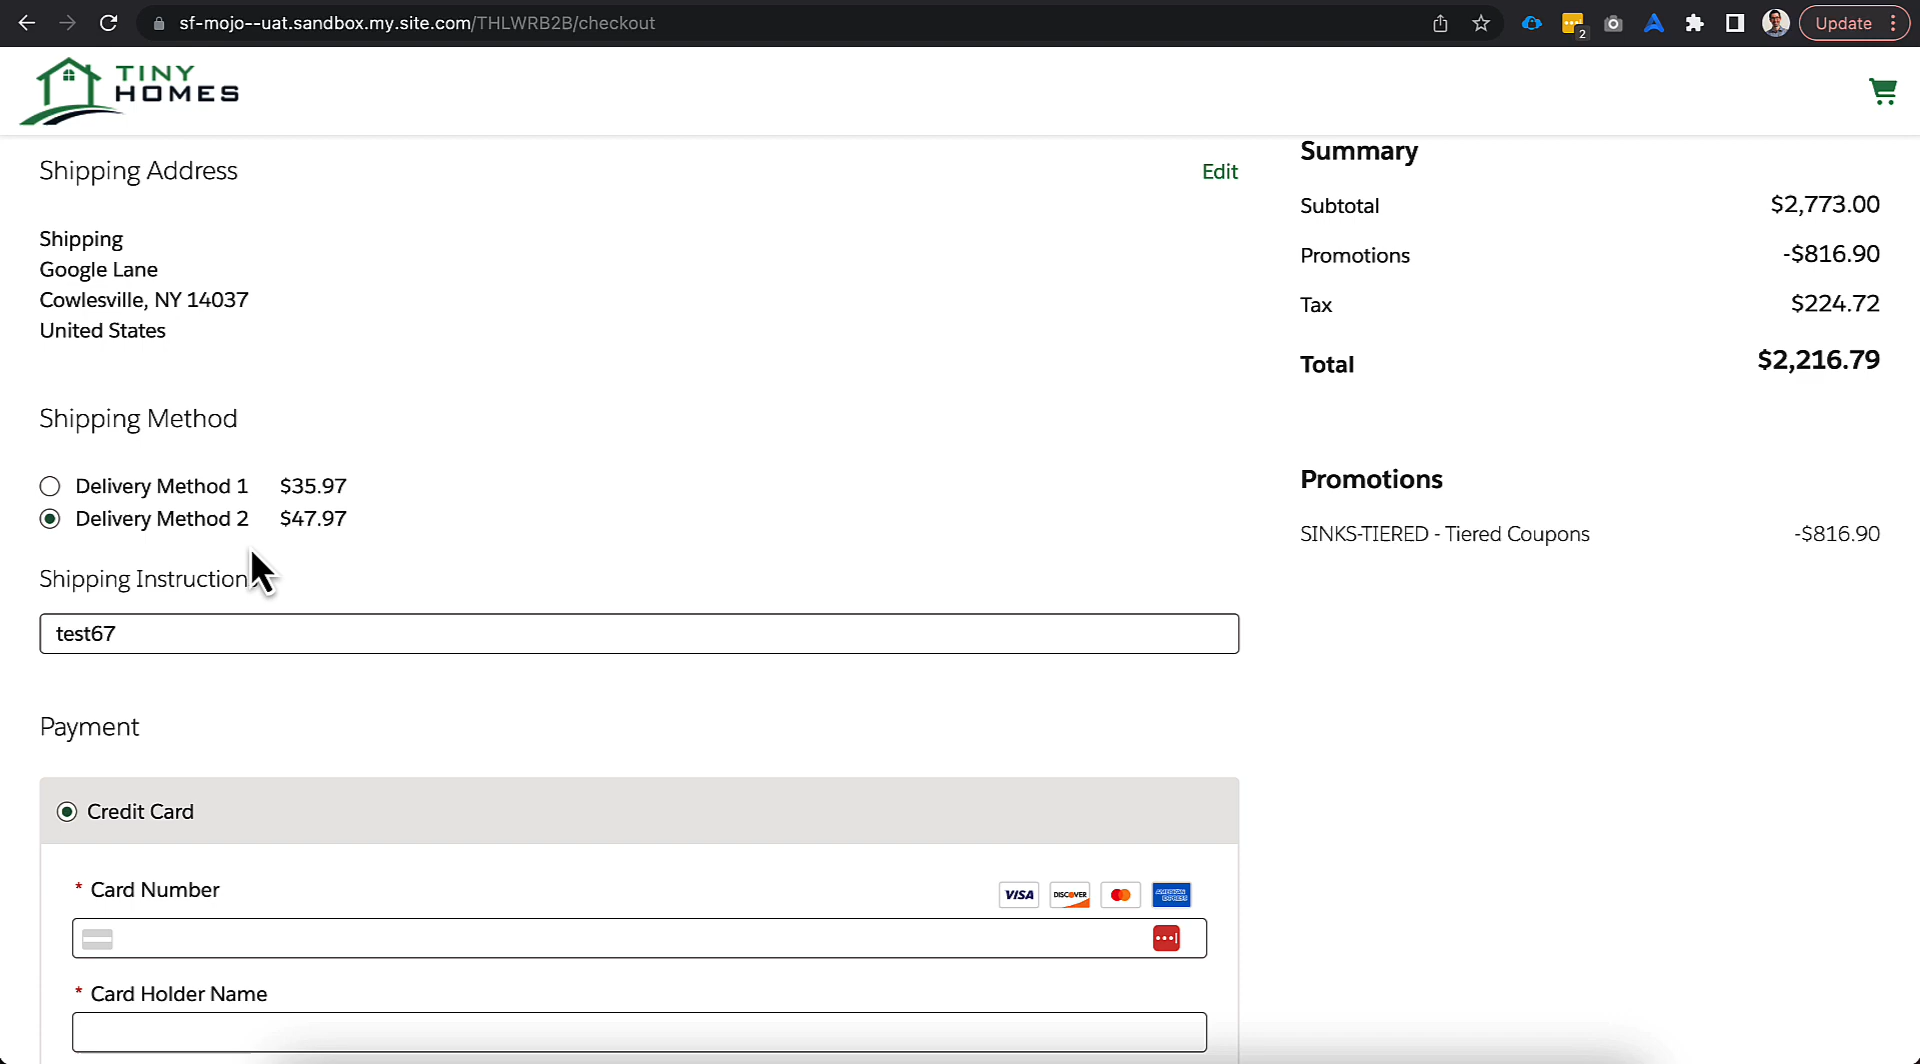 sf-mojo--uat.sandbox.my.site.com/THLWRB2B/checkout
2
Update
TINY
HOMES
Shipping Address
Edit
Shipping
Google Lane
Cowlesville, NY 14037
United States
Shipping Method
Delivery Method 1 $35.97
Delivery Method 2 $47.97
Shipping Instruction
test67
Payment
Credit Card
* Card Number
VISA
DISCOVER
AMERICAN
EXPRESS
* Card Holder Name
Summary
Subtotal $2,773.00
Promotions -$816.90
Tax $224.72
Total $2,216.79
Promotions
SINKS-TIERED - Tiered Coupons -$816.90